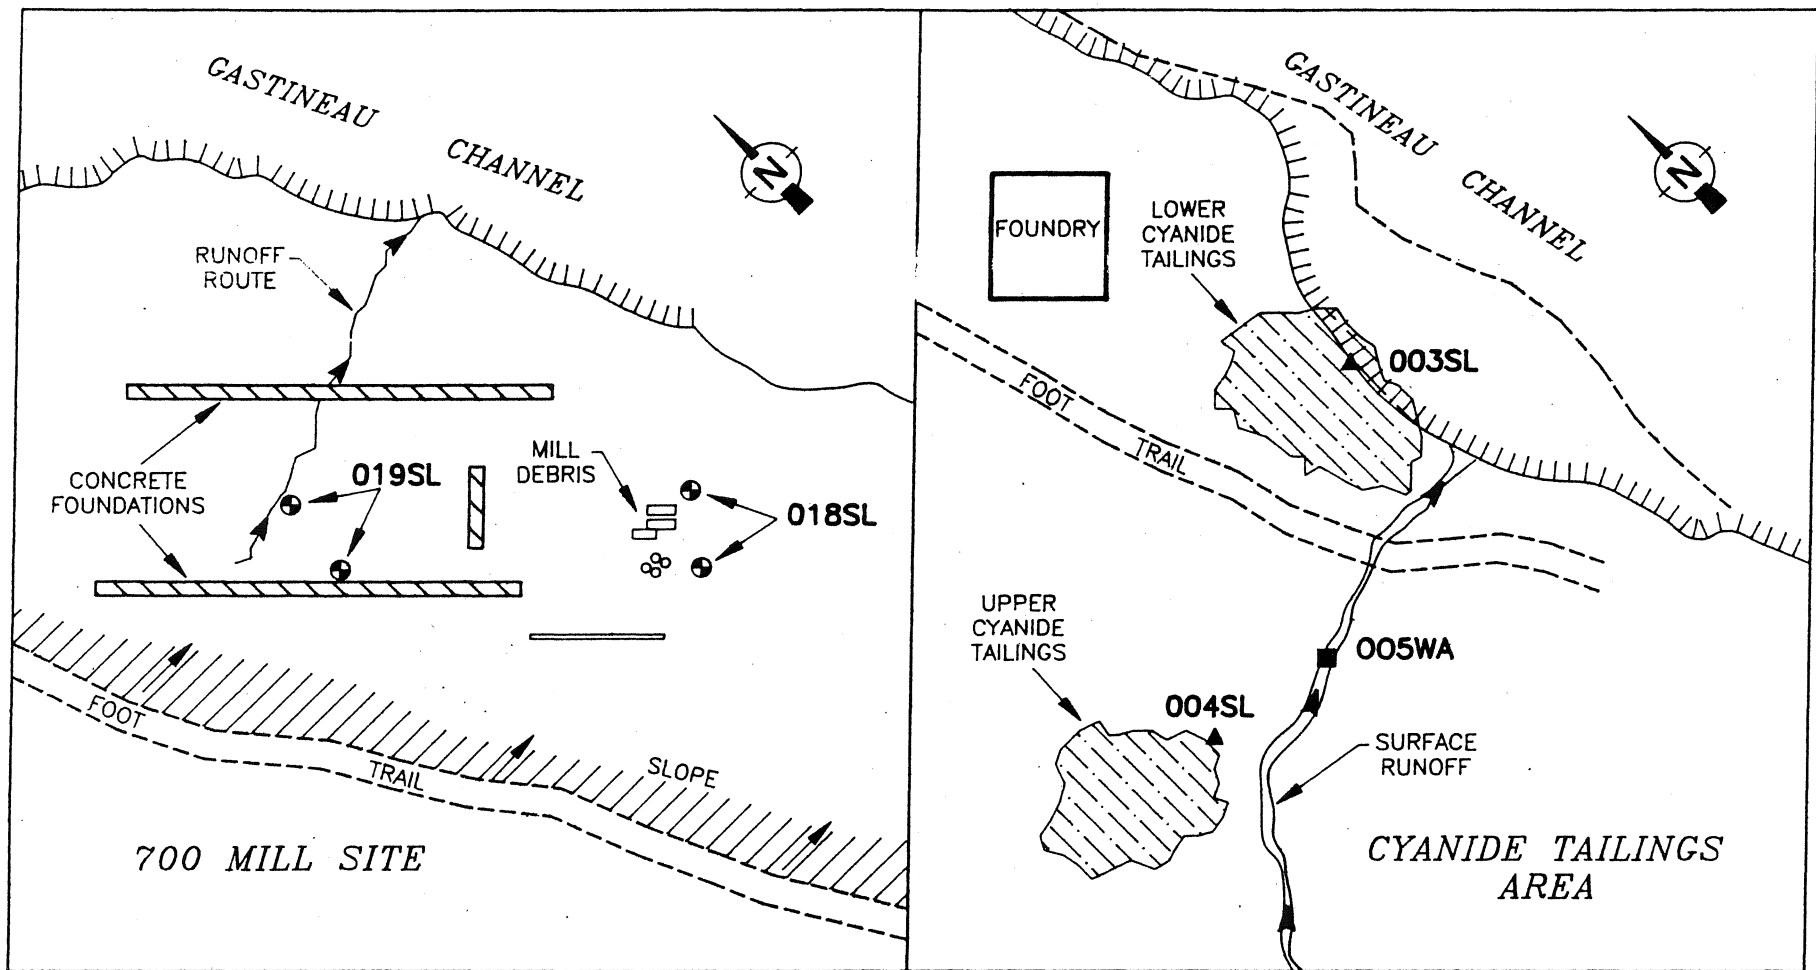 GASTINEAU
CHANNEL
N
RUNOFF
ROUTE
CONCRETE
FOUNDATIONS
019SL
MILL
DEBRIS
018SL
FOOT
TRAIL
SLOPE
700 MILL SITE
GASTINEAU
CHANNEL
N
FOUNDRY
LOWER
CYANIDE
TAILINGS
003SL
FOOT
TRAIL
UPPER
CYANIDE
TAILINGS
005WA
004SL
SURFACE
RUNOFF
CYANIDE TAILINGS
AREA